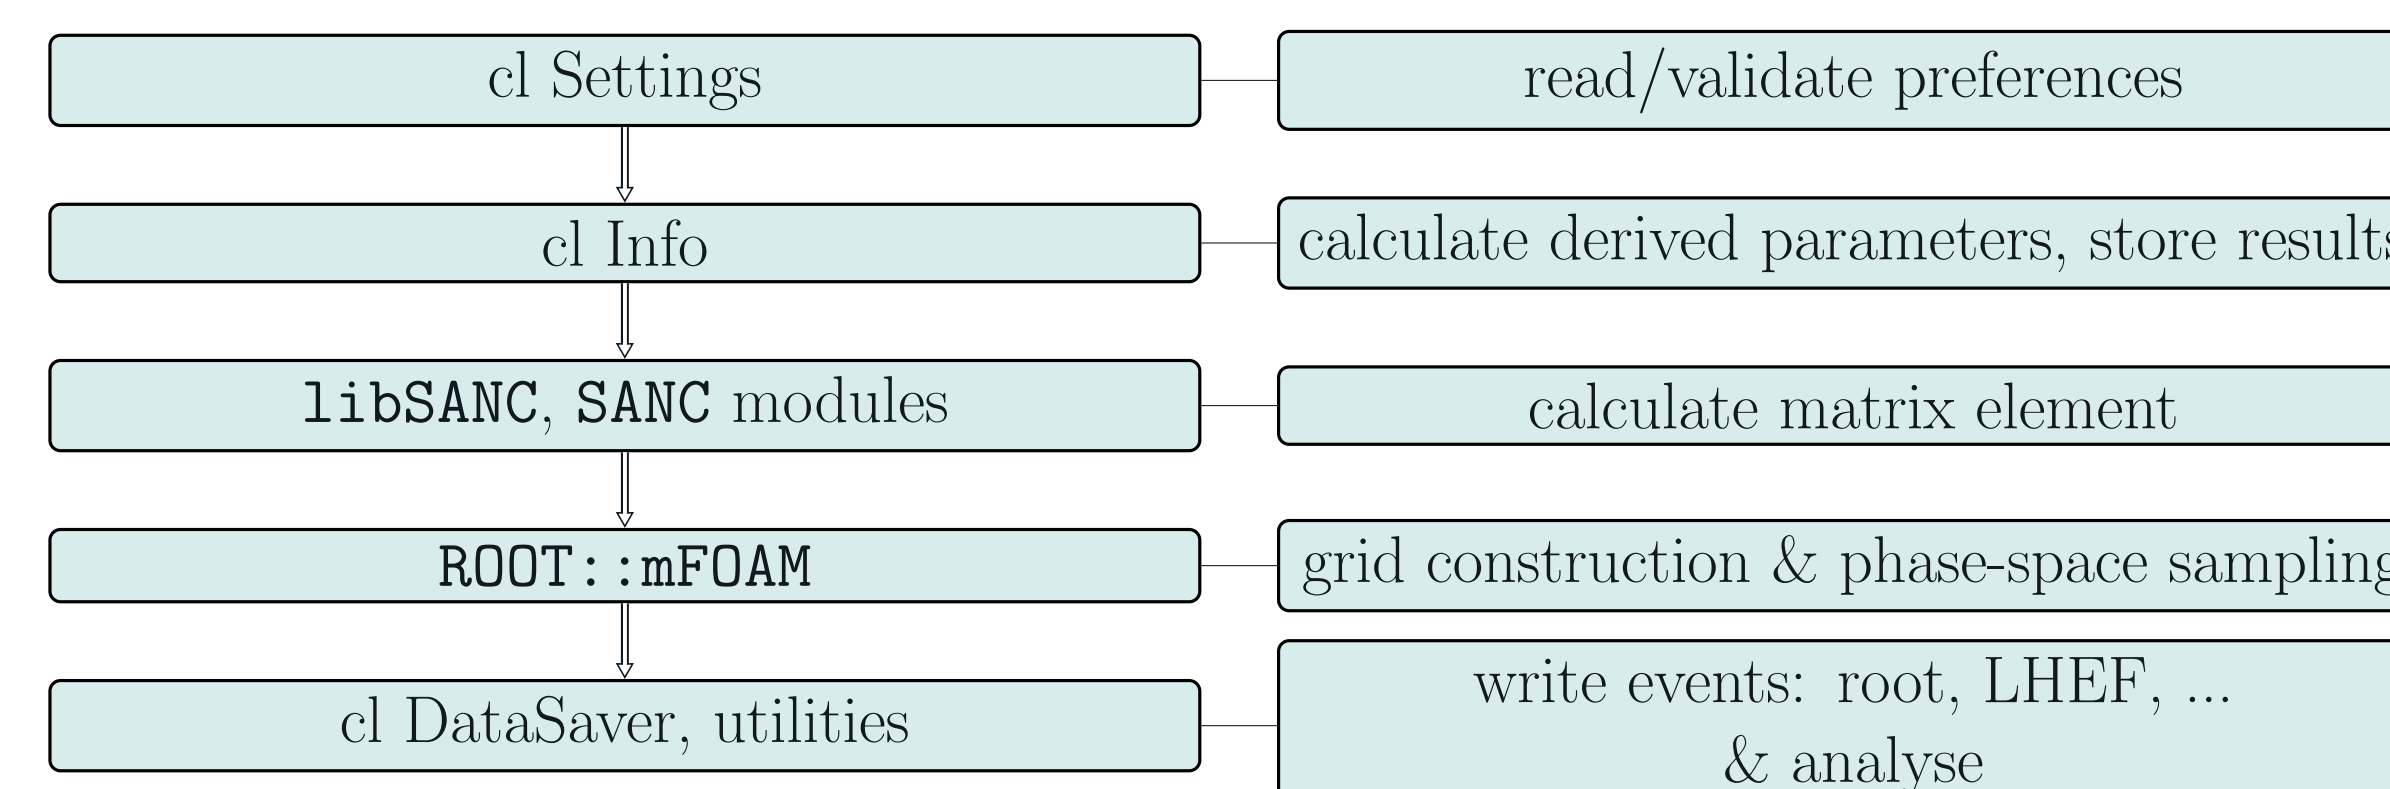 cl Settings
read/validate preferences
cl Info
calculate derived parameters, store results
libSANC, SANC modules
calculate matrix element
ROOT::mFOAM
grid construction & phase-space sampling
cl DataSaver, utilities
write events: root, LHEF, ...
& analyse